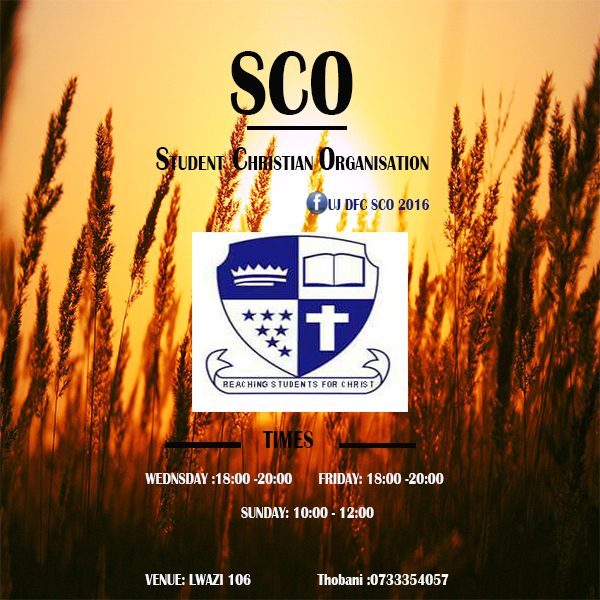 SCO
STUDENT CHRISTIAN ORGANISATION
f UJ DFC SCO 2016
REACHING STUDENTS FOR CHRIST
TIMES
WEDNSDAY :18:00 -20:00 FRIDAY: 18:00 -20:00
SUNDAY: 10:00 - 12:00
VENUE: LWAZI 106 Thobani :0733354057